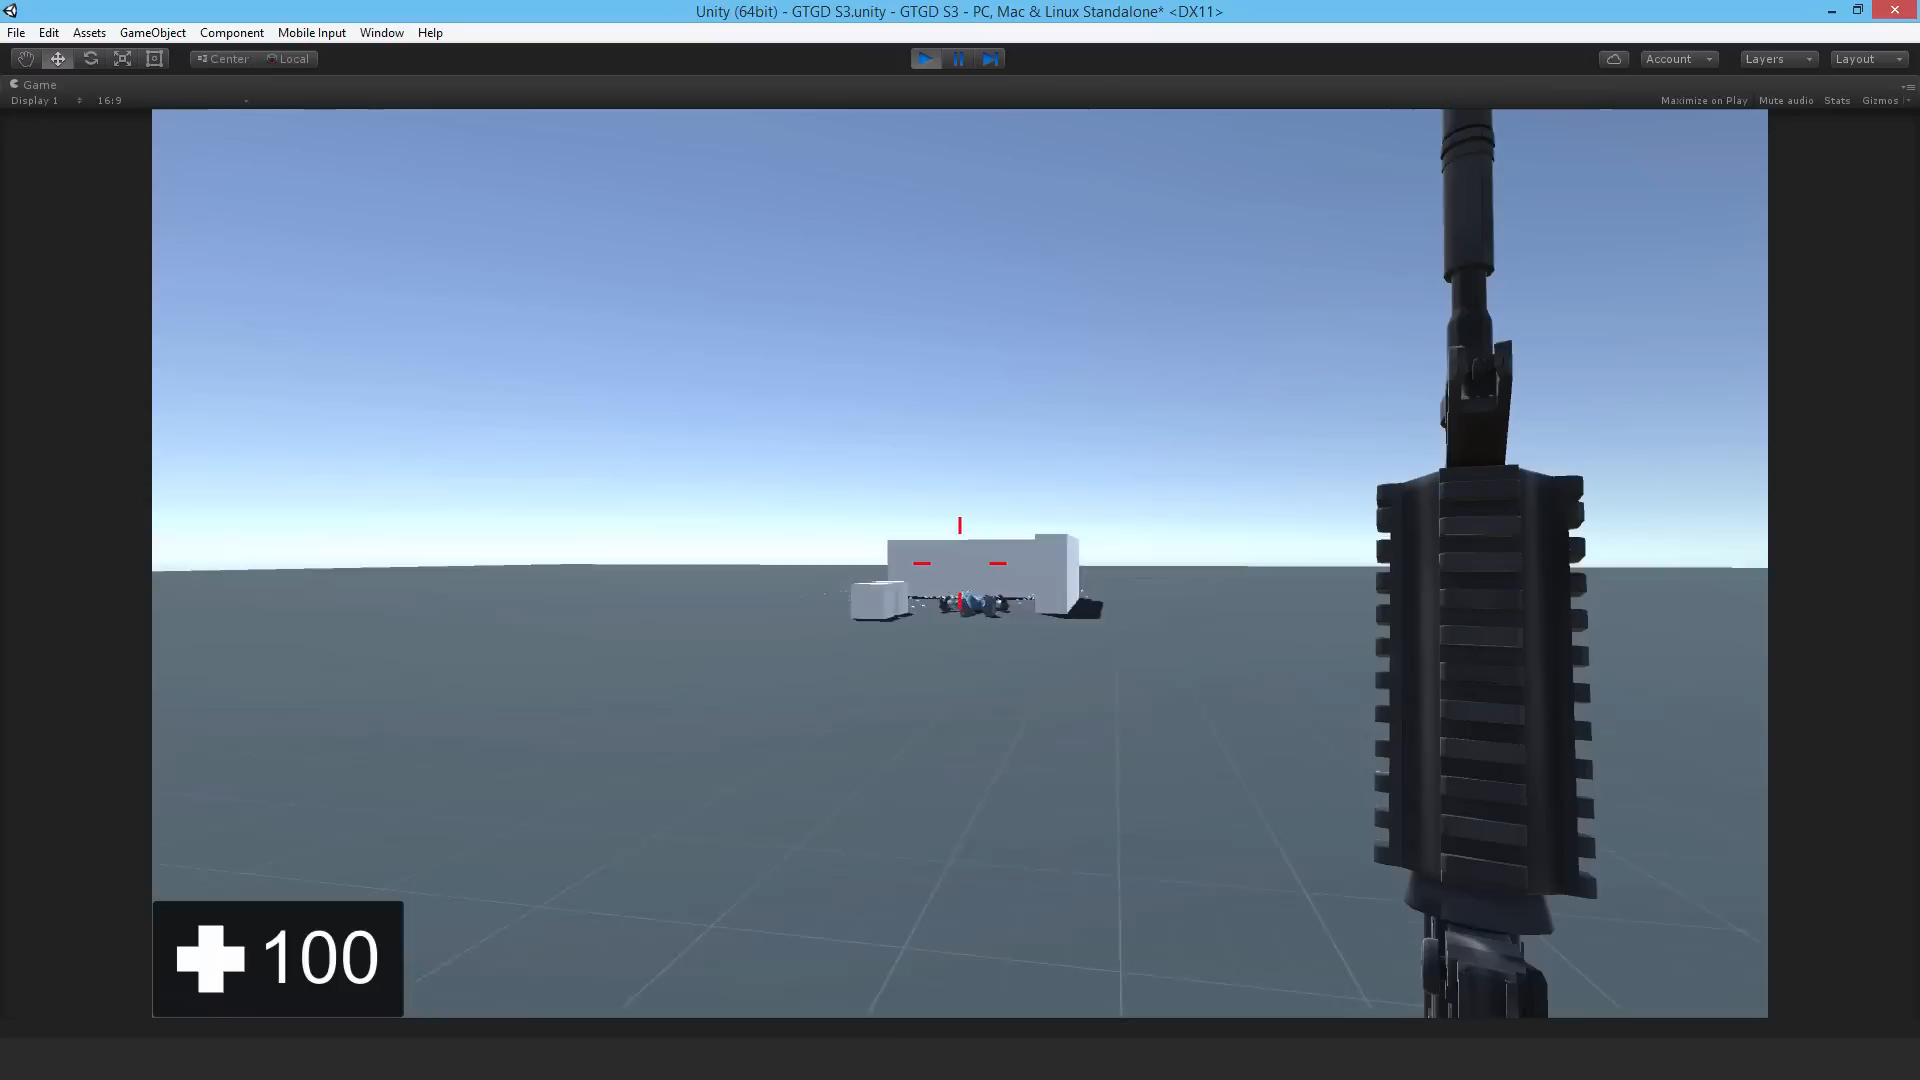 Unity (64bit) - GTGD S3.unity - GTGD S3 - PC, Mac & Linux Standalone* <DX11>
File Edit Assets GameObject Component Mobile Input Window Help
Center Local Account Layers Layout
Game
Display 1 16:9 Maximize on Play Mute audio Stats Gizmos
100